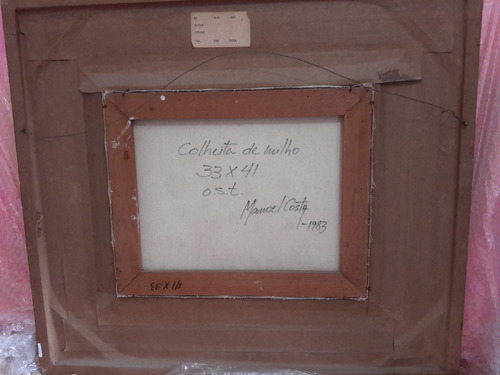 Colheita de milho
33 X 41
o.s.t.
Manoel Costa
-1983
41 X 33